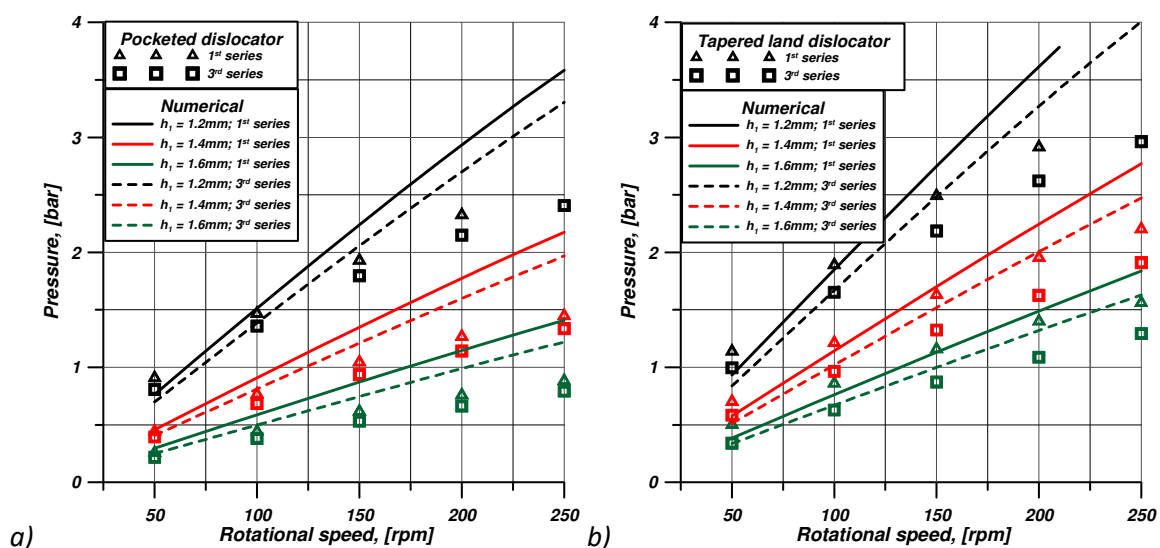 4
3
2
1
0
Pressure, [bar]
Pocketed dislocator
1st series
3rd series
Numerical
h1 = 1.2mm; 1st series
h1 = 1.4mm; 1st series
h1 = 1.6mm; 1st series
h1 = 1.2mm; 3rd series
h1 = 1.4mm; 3rd series
h1 = 1.6mm; 3rd series
50 100 150 200 250
Rotational speed, [rpm]
a)
4
3
2
1
0
Pressure, [bar]
Tapered land dislocator
1st series
3rd series
Numerical
h1 = 1.2mm; 1st series
h1 = 1.4mm; 1st series
h1 = 1.6mm; 1st series
h1 = 1.2mm; 3rd series
h1 = 1.4mm; 3rd series
h1 = 1.6mm; 3rd series
50 100 150 200 250
Rotational speed, [rpm]
b)